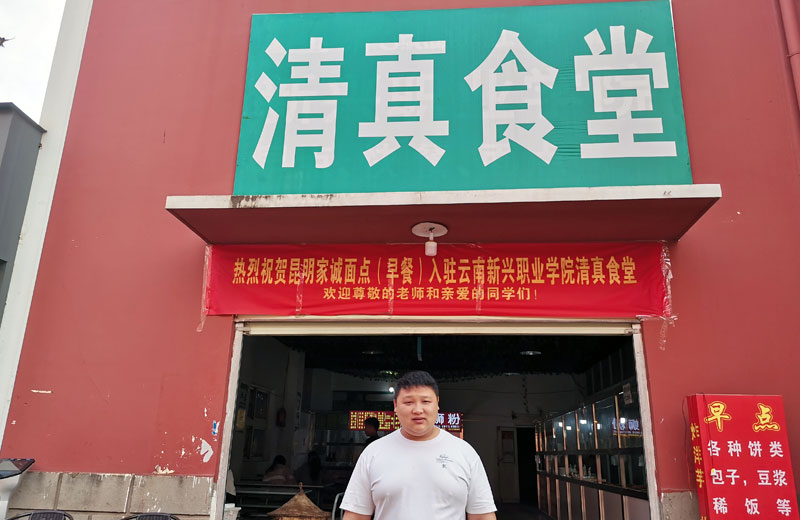 清真食堂
热烈祝贺昆明家诚面点（早餐）入驻云南新兴职业学院清真食堂
欢迎尊敬的老师和亲爱的同学们！
早点
炸洋芋
各种饼类
包子，豆浆
稀饭等